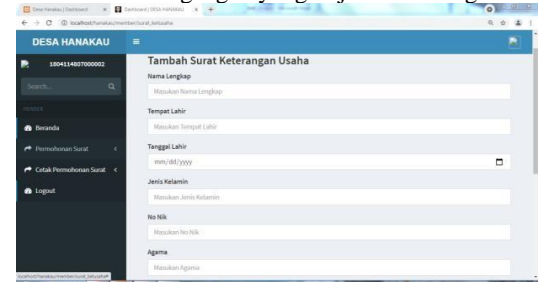 Desa Hanakau | Dashboard
Dashboard | DESA HANAKAU
localhost/hanakau/member/surat_ketusaha
DESA HANAKAU
1804114807000002
Search...
MEMBER
Beranda
Permohonan Surat
Cetak Permohonan Surat
Logout
Tambah Surat Keterangan Usaha
Nama Lengkap
Masukan Nama Lengkap
Tempat Lahir
Masukan Tempat Lahir
Tanggal Lahir
mm/dd/yyyy
Jenis Kelamin
Masukan Jenis Kelamin
No Nik
Masukan No Nik
Agama
Masukan Agama
localhost/hanakau/member/surat_ketusaha#